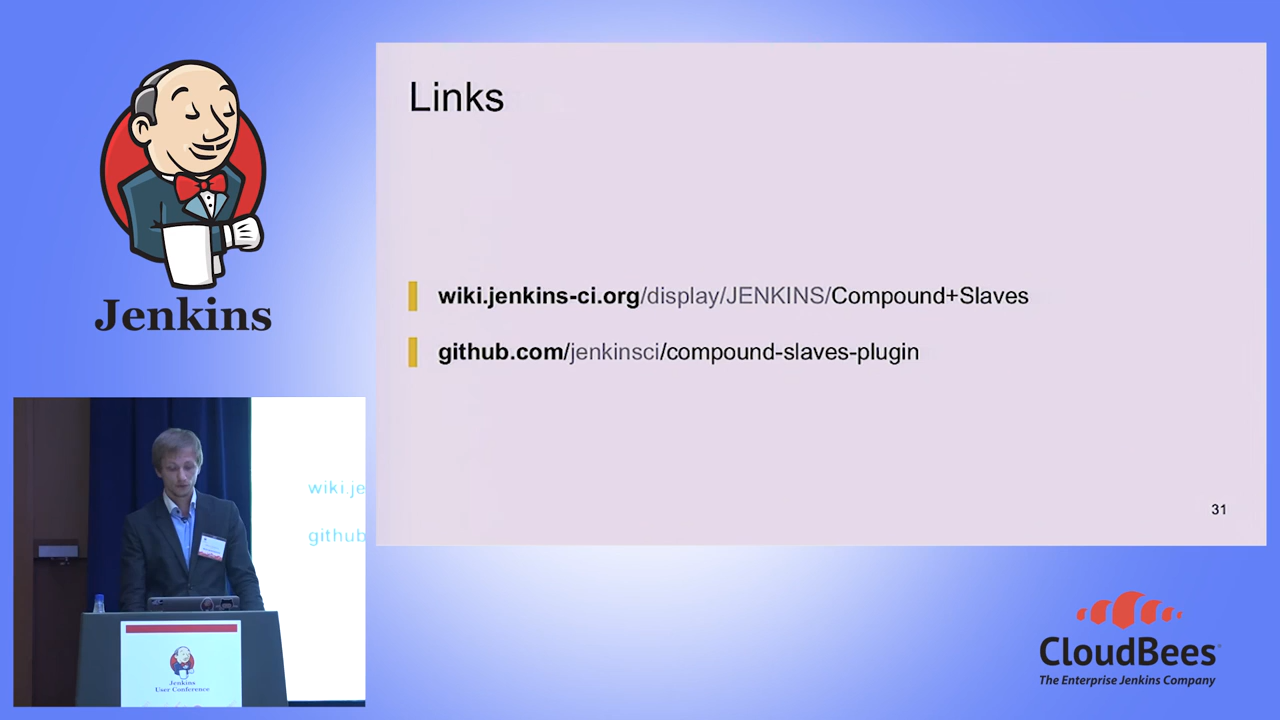 Jenkins
Links
wiki.jenkins-ci.org/display/JENKINS/Compound+Slaves
github.com/jenkinsci/compound-slaves-plugin
31
wiki.je
github
Jenkins
User Conference
CloudBees
The Enterprise Jenkins Company